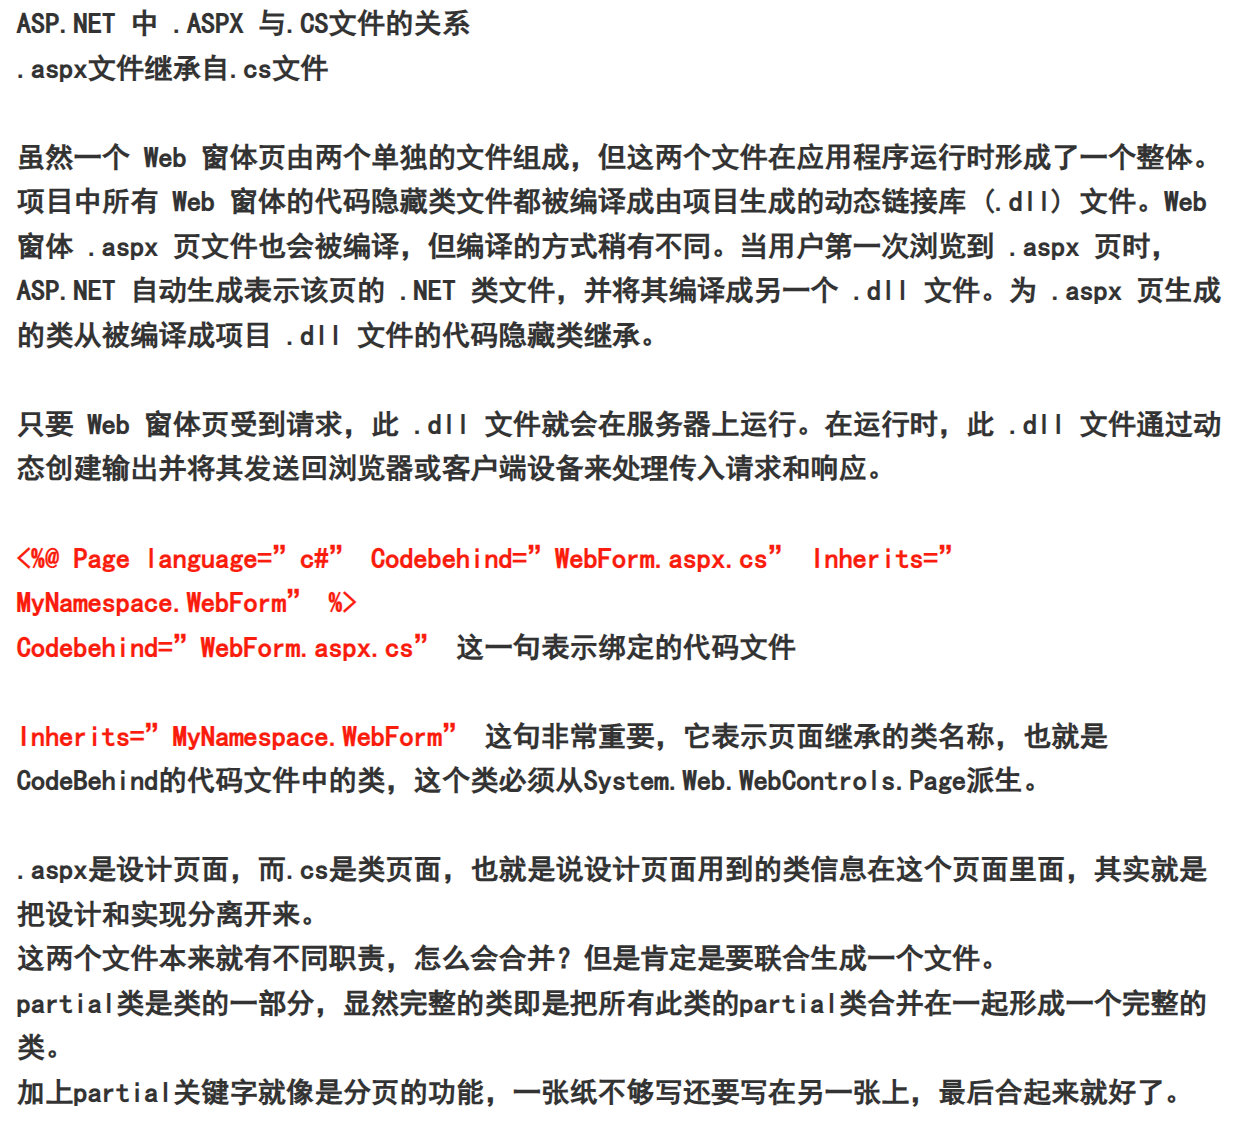 ASP.NET 中 .ASPX 与.CS文件的关系
.aspx文件继承自.cs文件
虽然一个 Web 窗体页由两个单独的文件组成，但这两个文件在应用程序运行时形成了一个整体。
项目中所有 Web 窗体的代码隐藏类文件都被编译成由项目生成的动态链接库（.dll）文件。Web
窗体 .aspx 页文件也会被编译，但编译的方式稍有不同。当用户第一次浏览到 .aspx 页时，
ASP.NET 自动生成表示该页的 .NET 类文件，并将其编译成另一个 .dll 文件。为 .aspx 页生成
的类从被编译成项目 .dll 文件的代码隐藏类继承。
只要 Web 窗体页受到请求，此 .dll 文件就会在服务器上运行。在运行时，此 .dll 文件通过动
态创建输出并将其发送回浏览器或客户端设备来处理传入请求和响应。
<%@ Page language=”c#” Codebehind=”WebForm.aspx.cs” Inherits=”
MyNamespace.WebForm” %>
Codebehind=”WebForm.aspx.cs” 这一句表示绑定的代码文件
Inherits=”MyNamespace.WebForm” 这句非常重要，它表示页面继承的类名称，也就是
CodeBehind的代码文件中的类，这个类必须从System.Web.WebControls.Page派生。
.aspx是设计页面，而.cs是类页面，也就是说设计页面用到的类信息在这个页面里面，其实就是
把设计和实现分离开来。
这两个文件本来就有不同职责，怎么会合并？但是肯定是要联合生成一个文件。
partial类是类的一部分，显然完整的类即是把所有此类的partial类合并在一起形成一个完整的
类。
加上partial关键字就像是分页的功能，一张纸不够写还要写在另一张上，最后合起来就好了。